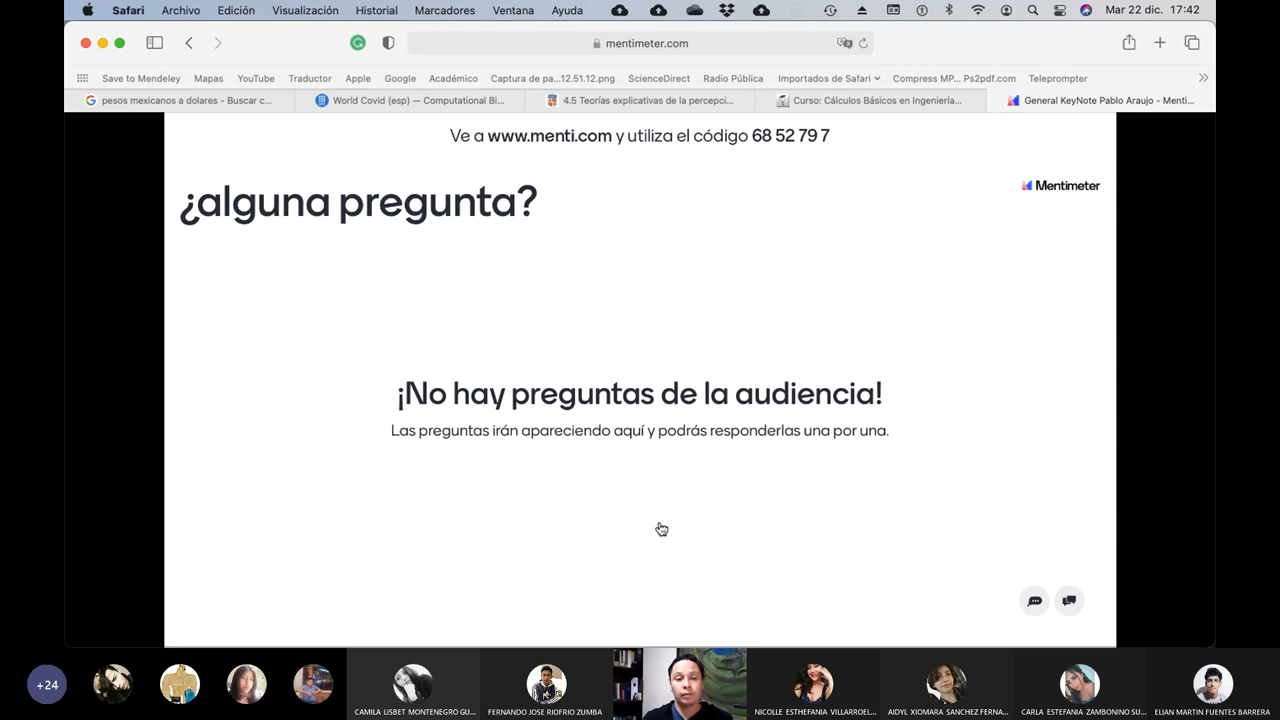 Safari Archivo Edición Visualización Historial Marcadores Ventana Ayuda Mar 22 dic. 17:42
mentimeter.com
Save to Mendeley Mapas YouTube Traductor Apple Google Académico Captura de pa...12.51.12.png ScienceDirect Radio Pública Importados de Safari Compress MP... Ps2pdf.com Teleprompter
pesos mexicanos a dolares - Buscar c... World Covid (esp) — Computational Bi... 4.5 Teorías explicativas de la percepci... Curso: Cálculos Básicos en Ingeniería... General KeyNote Pablo Araujo - Menti...
Ve a www.menti.com y utiliza el código 68 52 79 7
Mentimeter
¿alguna pregunta?
¡No hay preguntas de la audiencia!
Las preguntas irán apareciendo aquí y podrás responderlas una por una.
+24
CAMILA LISBET MONTENEGRO GU... FERNANDO JOSE RIOFRIO ZUMBA NICOLLE ESTHEFANIA VILLARROEL... AIDYL XIOMARA SANCHEZ FERNA... CARLA ESTEFANIA ZAMBONINO SU... ELIAN MARTIN FUENTES BARRERA